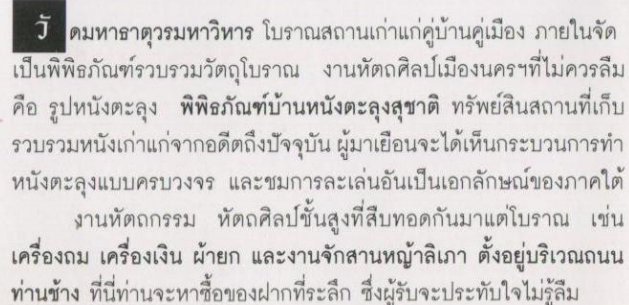 วัดมหาธาตุวรมหาวิหาร โบราณสถานเก่าแก่คู่บ้านคู่เมือง ภายในจัด
เป็นพิพิธภัณฑ์รวบรวมวัตถุโบราณ งานหัตถศิลป์เมืองนครฯที่ไม่ควรลืม
คือ รูปหนังตะลุง พิพิธภัณฑ์บ้านหนังตะลุงสุชาติ ทรัพย์สินสถานที่เก็บ
รวบรวมหนังเก่าแก่จากอดีตถึงปัจจุบัน ผู้มาเยือนจะได้เห็นกระบวนการทำ
หนังตะลุงแบบครบวงจร และชมการละเล่นอันเป็นเอกลักษณ์ของภาคใต้
งานหัตถกรรม หัตถศิลป์ชั้นสูงที่สืบทอดกันมาแต่โบราณ เช่น
เครื่องถม เครื่องเงิน ผ้ายก และงานจักสานหญ้าลิเภา ตั้งอยู่บริเวณถนน
ท่านช้าง ที่นี่ท่านจะหาซื้อของฝากที่ระลึก ซึ่งผู้รับจะประทับใจไม่รู้ลืม